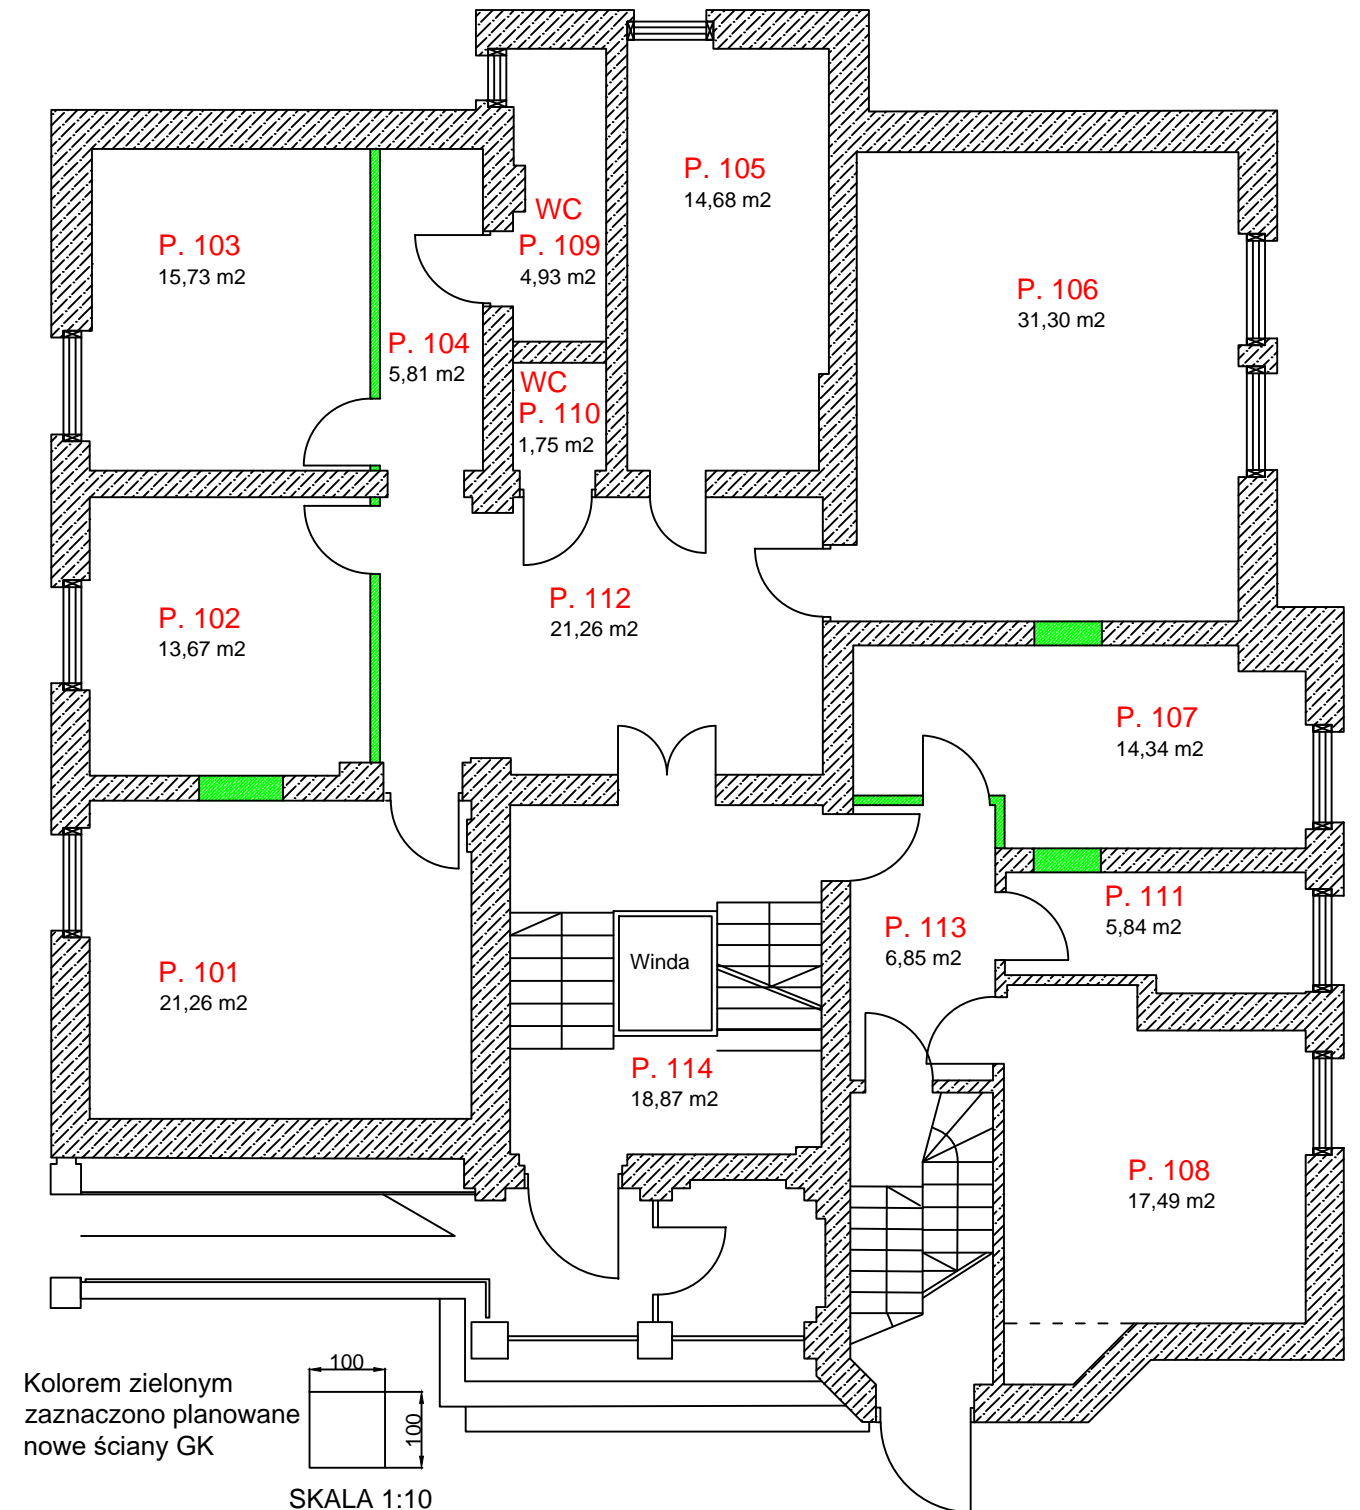 P. 105
14,68 m2
WC
P. 109
4,93 m2
P. 103
15,73 m2
P. 106
31,30 m2
P. 104
5,81 m2
WC
P. 110
1,75 m2
P. 112
21,26 m2
P. 102
13,67 m2
P. 107
14,34 m2
P. 111
5,84 m2
P. 113
6,85 m2
Winda
P. 101
21,26 m2
P. 114
18,87 m2
P. 108
17,49 m2
Kolorem zielonym
zaznaczono planowane
nowe ściany GK
100
100
SKALA 1:10